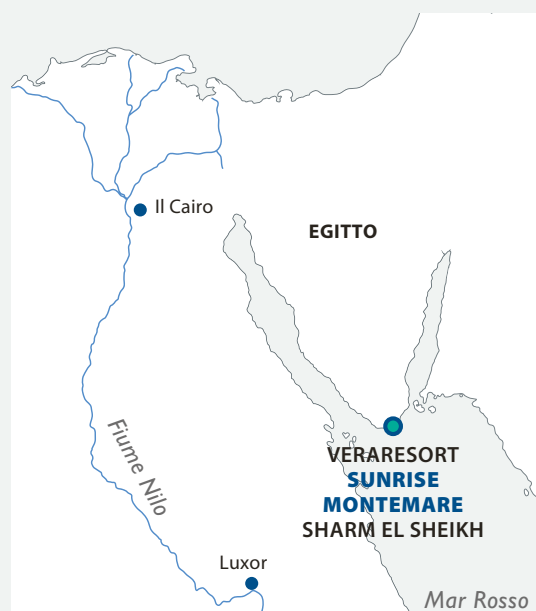 Il Cairo
EGITTO
Fiume Nilo
VERARESORT
SUNRISE
MONTEMARE
SHARM EL SHEIKH
Luxor
Mar Rosso